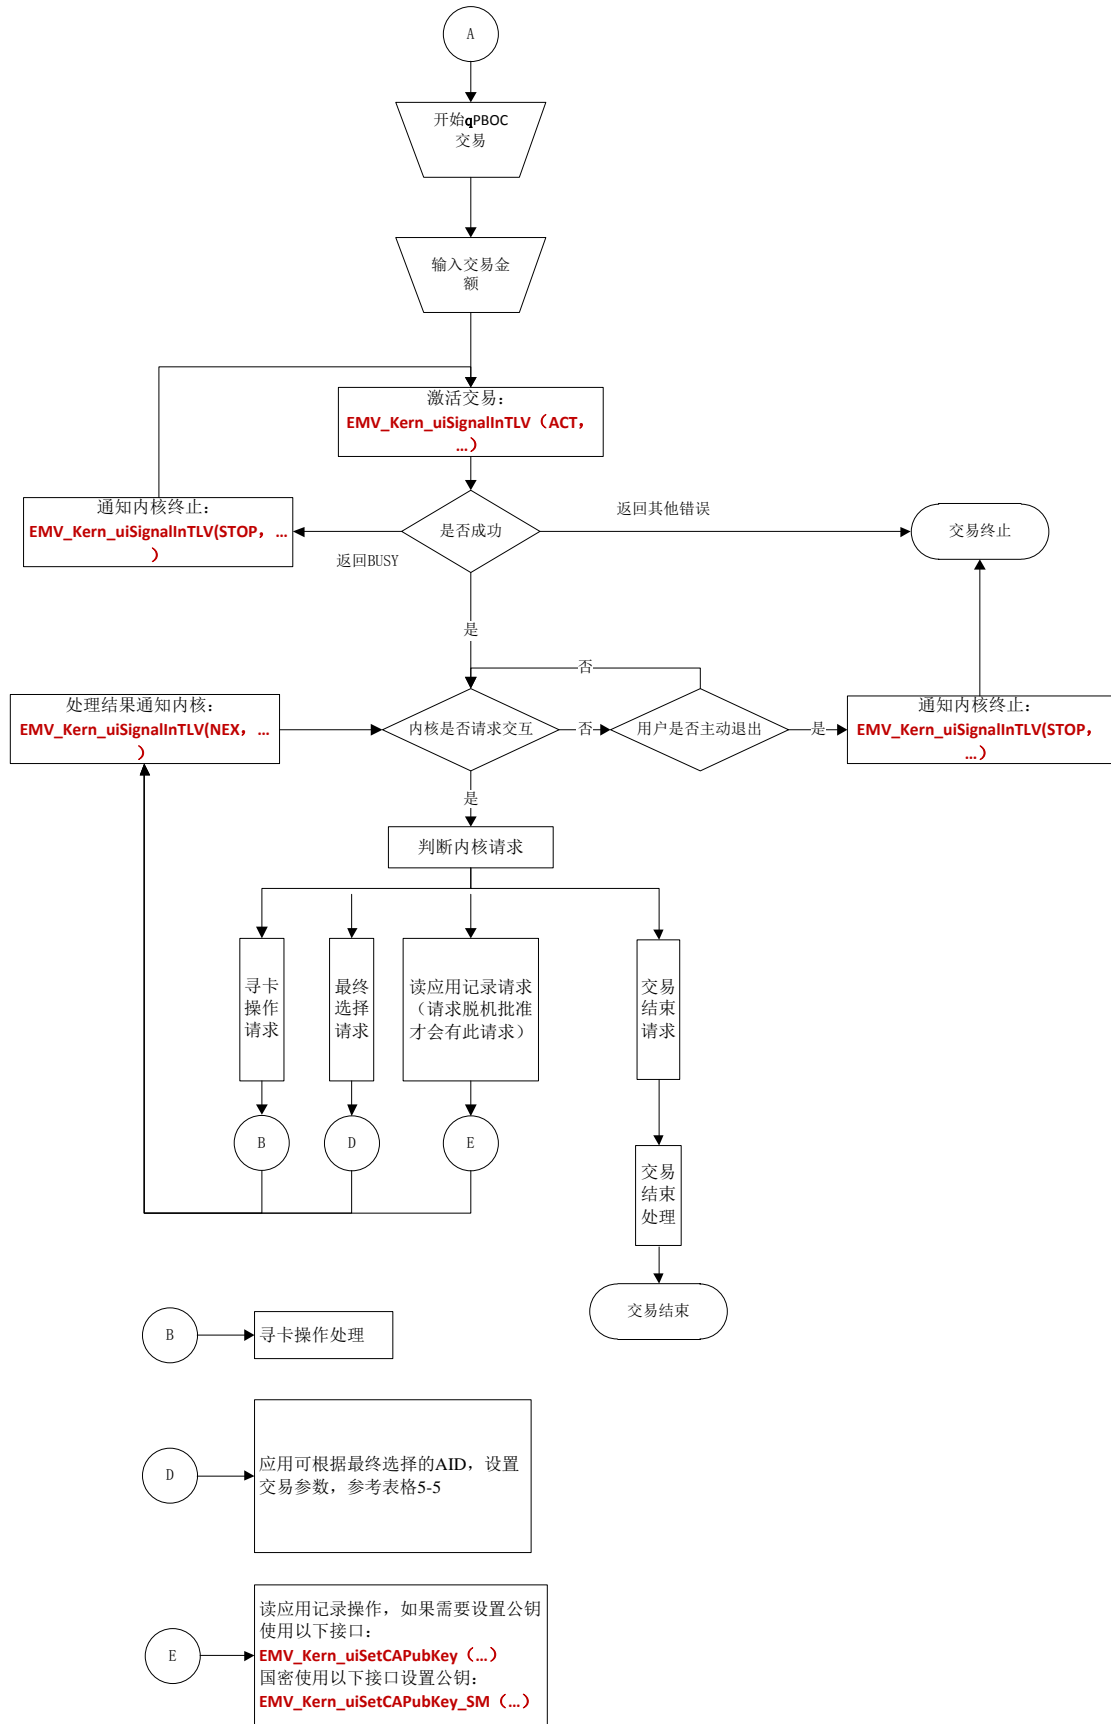 A
开始qPBOC
交易
输入交易金
额
激活交易：
EMV_Kern_uiSignalInTLV（ACT，
…）
通知内核终止：
EMV_Kern_uiSignalInTLV(STOP，…
）
返回BUSY
是否成功
返回其他错误
交易终止
是
否
处理结果通知内核：
EMV_Kern_uiSignalInTLV(NEX，…
）
内核是否请求交互
否
用户是否主动退出
是
通知内核终止：
EMV_Kern_uiSignalInTLV(STOP，
…）
是
判断内核请求
寻卡
操作
请求
最终
选择
请求
读应用记录请求
（请求脱机批准
才会有此请求）
交易
结束
请求
B
D
E
交易
结束
处理
交易结束
B
寻卡操作处理
D
应用可根据最终选择的AID，设置
交易参数，参考表格5-5
E
读应用记录操作，如果需要设置公钥
使用以下接口：
EMV_Kern_uiSetCAPubKey（…）
国密使用以下接口设置公钥：
EMV_Kern_uiSetCAPubKey_SM（…）